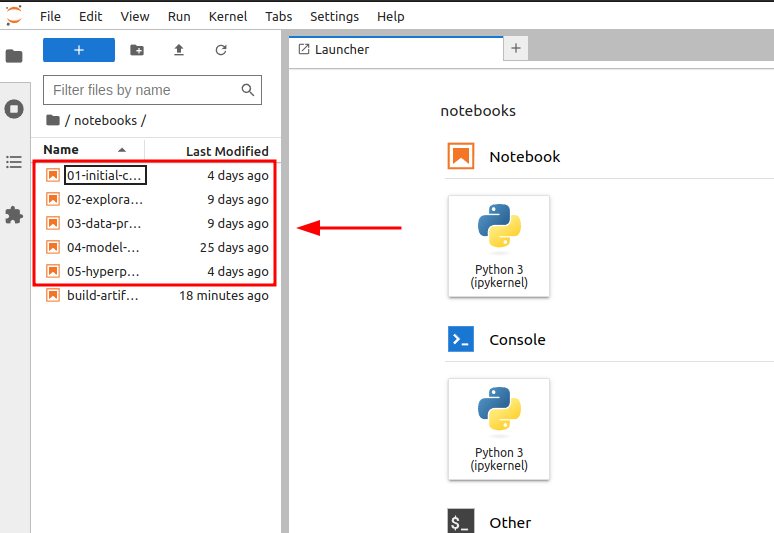 File Edit View Run Kernel Tabs Settings Help
+
Launcher
+
Filter files by name
/ notebooks /
Name Last Modified
01-initial-c... 4 days ago
02-explora... 9 days ago
03-data-pr... 9 days ago
04-model-... 25 days ago
05-hyperp... 4 days ago
build-artif... 18 minutes ago
notebooks
Notebook
Python 3
(ipykernel)
Console
Python 3
(ipykernel)
$_ Other